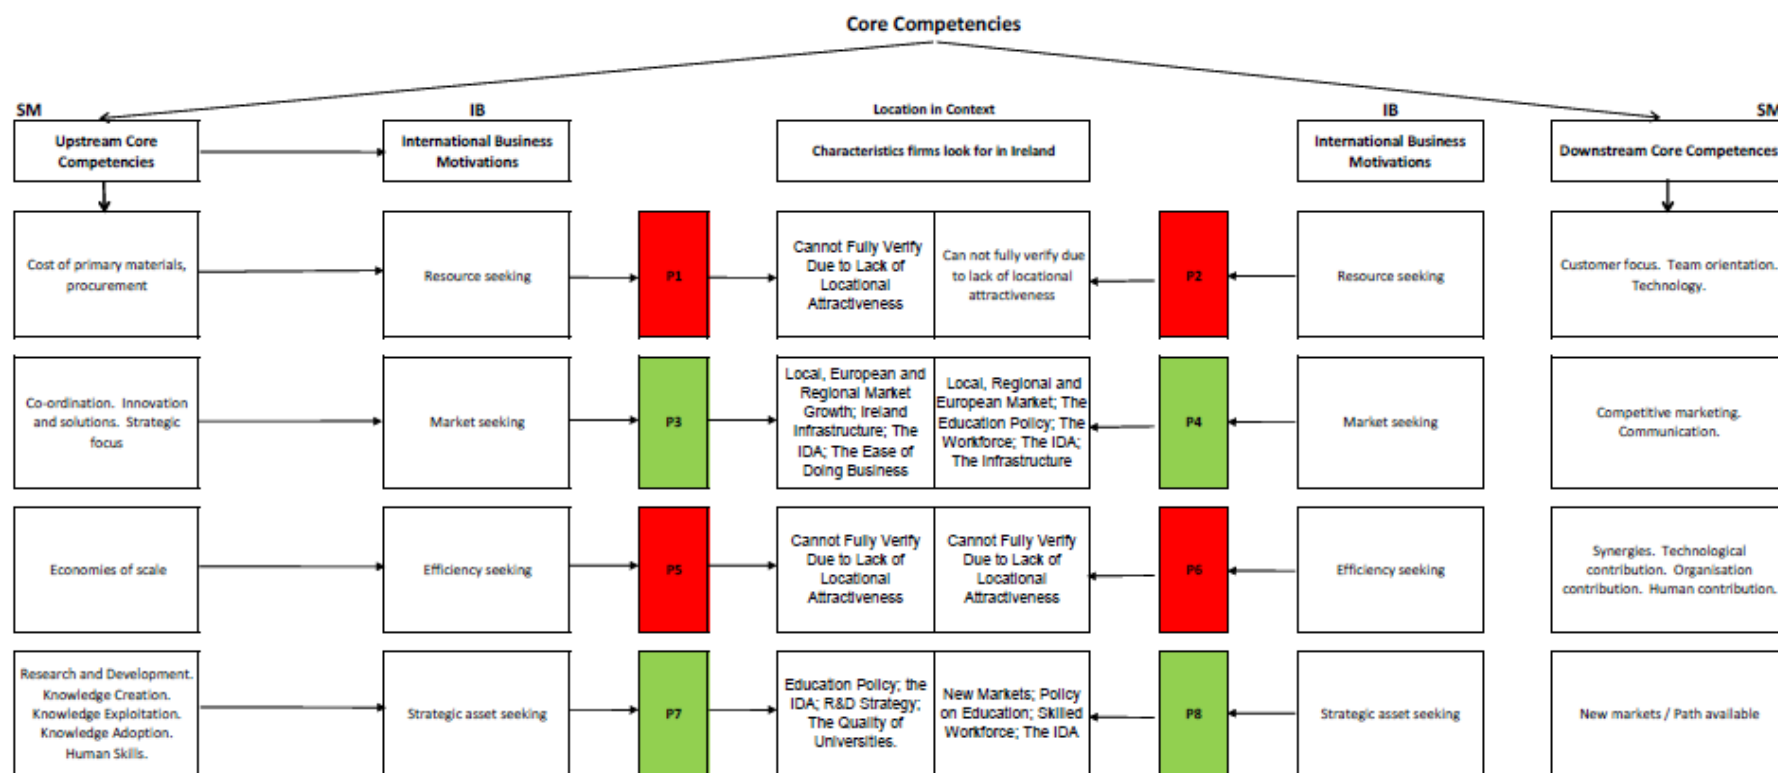 Core Competencies
SM
IB
Location in Context
IB
SM
Upstream Core
Competencies
International Business
Motivations
Characteristics firms look for in Ireland
International Business
Motivations
Downstream Core Competences
Cost of primary materials,
procurement
Resource seeking
P1
Cannot Fully Verify
Due to Lack of
Locational
Attractiveness
Can not fully verify due
to lack of locational
attractiveness
P2
Resource seeking
Customer focus. Team orientation.
Technology.
Co-ordination. Innovation
and solutions. Strategic
focus
Market seeking
P3
Local, European and
Regional Market
Growth; Ireland
Infrastructure; The
IDA; The Ease of
Doing Business
Local, Regional and
European Market; The
Education Policy; The
Workforce; The IDA;
The Infrastructure
P4
Market seeking
Competitive marketing.
Communication.
Economies of scale
Efficiency seeking
P5
Cannot Fully Verify
Due to Lack of
Locational
Attractiveness
Cannot Fully Verify
Due to Lack of
Locational
Attractiveness
P6
Efficiency seeking
Synergies. Technological
contribution. Organisation
contribution. Human contribution.
Research and Development.
Knowledge Creation.
Knowledge Exploitation.
Knowledge Adoption.
Human Skills.
Strategic asset seeking
P7
Education Policy; the
IDA; R&D Strategy;
The Quality of
Universities.
New Markets; Policy
on Education; Skilled
Workforce; The IDA
P8
Strategic asset seeking
New markets / Path available